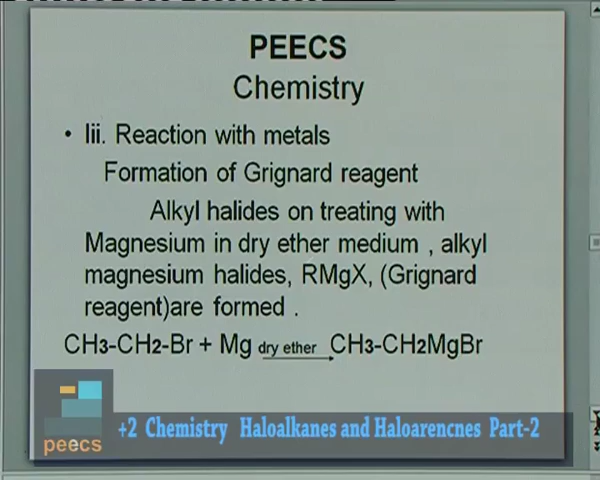 PEECS
Chemistry
• Iii. Reaction with metals
Formation of Grignard reagent
Alkyl halides on treating with
Magnesium in dry ether medium , alkyl
magnesium halides, RMgX, (Grignard
reagent)are formed .
CH3-CH2-Br + Mg dry ether CH3-CH2MgBr
peecs
+2 Chemistry Haloalkanes and Haloarencnes Part-2